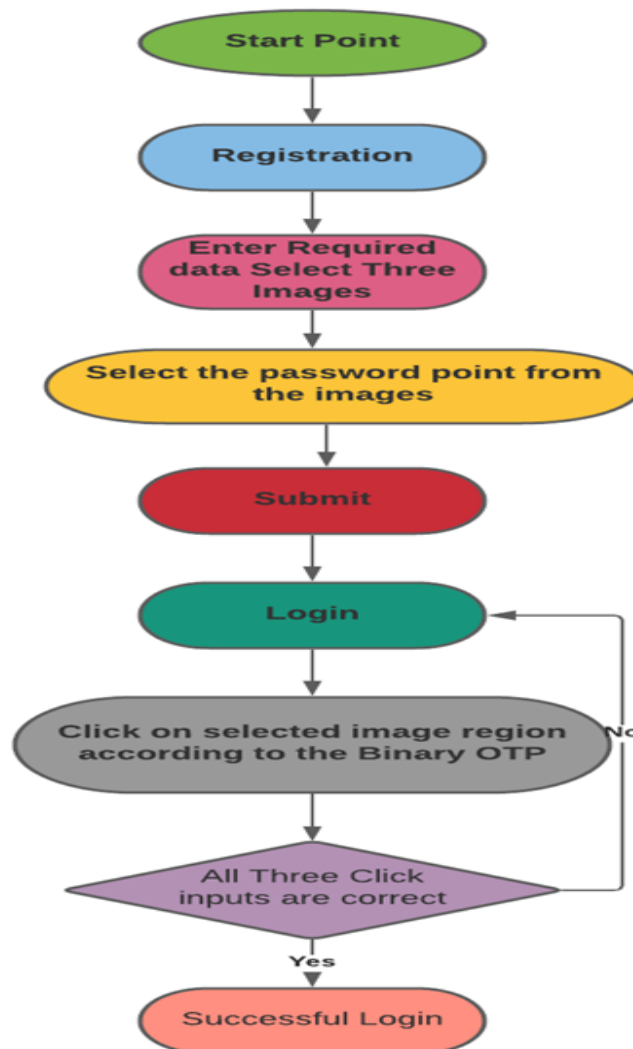 Start Point
Registration
Enter Required
data Select Three
Images
Select the password point from
the images
Submit
Login
Click on selected image region
according to the Binary OTP
No
All Three Click
inputs are correct
Yes
Successful Login